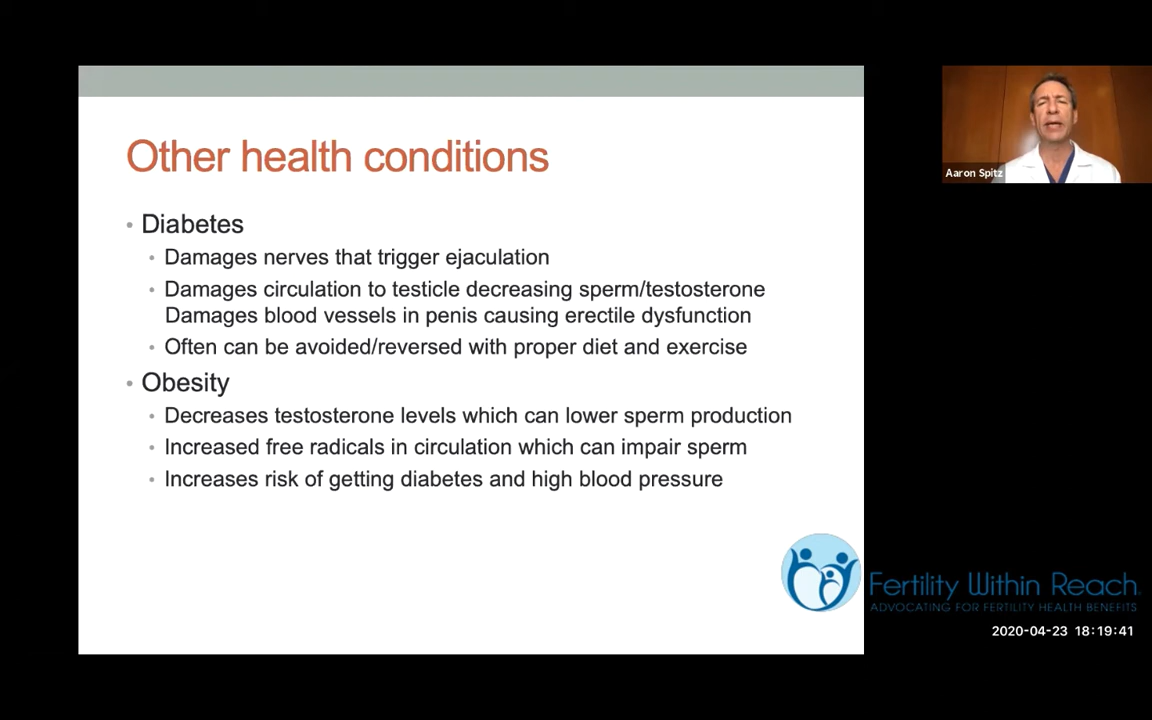 Other health conditions
• Diabetes
• Damages nerves that trigger ejaculation
• Damages circulation to testicle decreasing sperm/testosterone
Damages blood vessels in penis causing erectile dysfunction
• Often can be avoided/reversed with proper diet and exercise
• Obesity
• Decreases testosterone levels which can lower sperm production
• Increased free radicals in circulation which can impair sperm
• Increases risk of getting diabetes and high blood pressure
Aaron Spitz
Fertility Within Reach.
ADVOCATING FOR FERTILITY HEALTH BENEFITS
2020-04-23 18:19:41